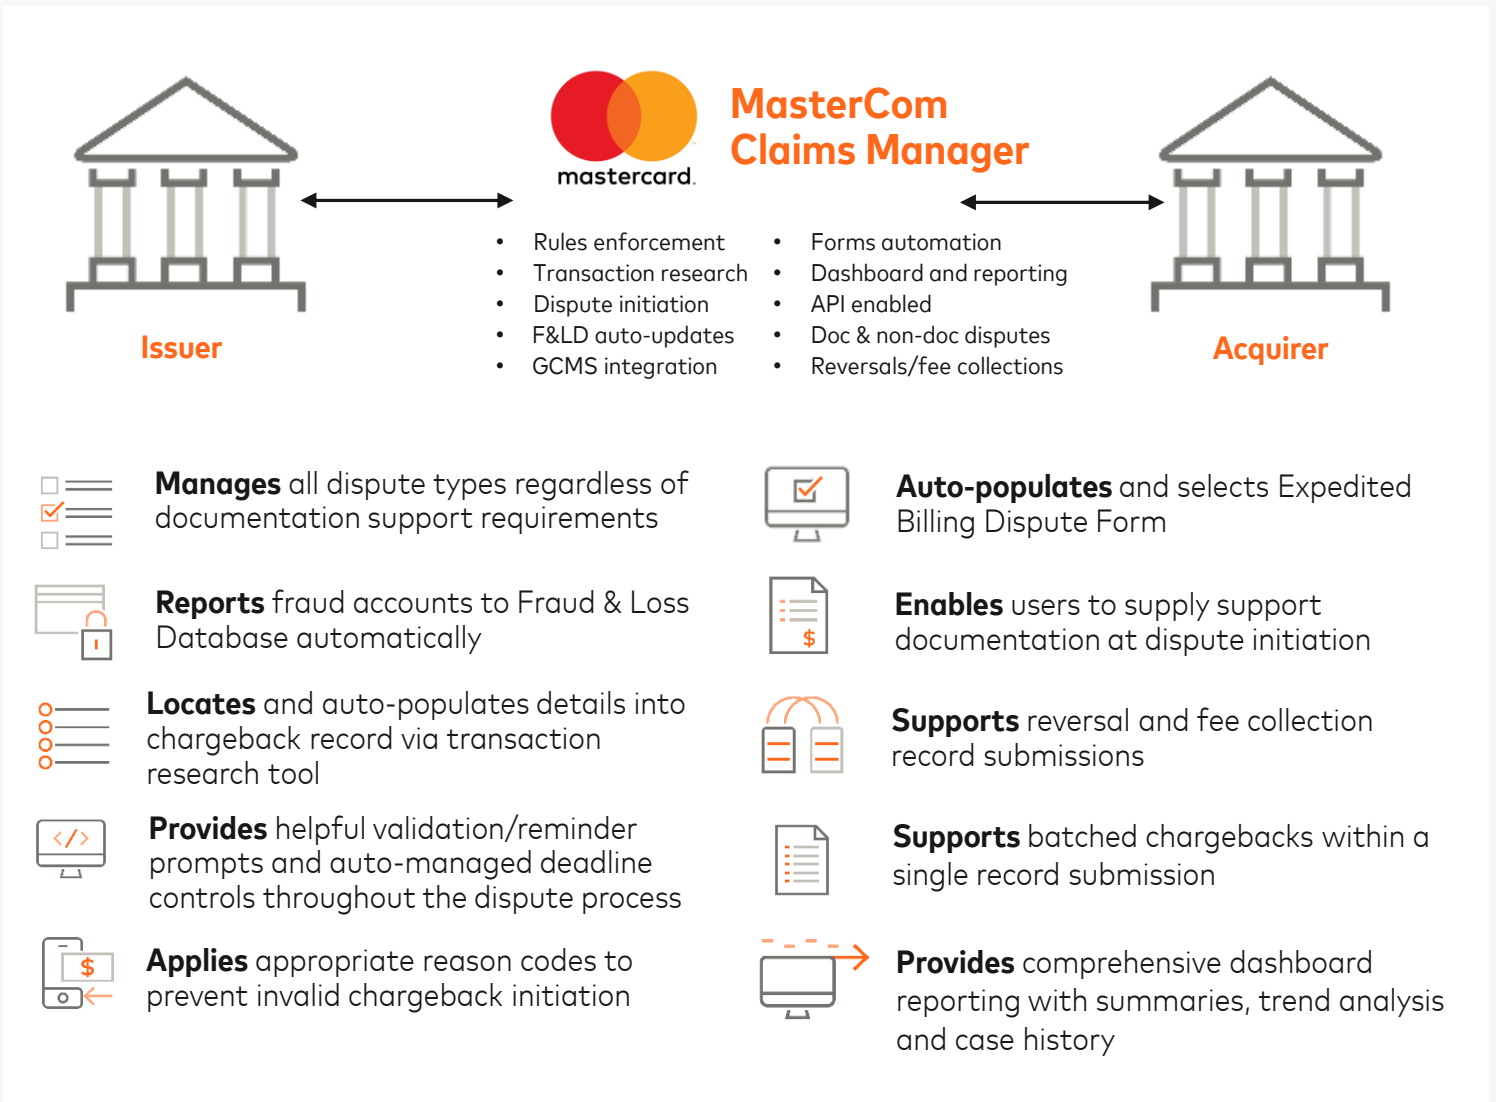 MasterCom
Claims Manager
mastercard.
• Rules enforcement
• Transaction research
• Dispute initiation
• F&LD auto-updates
• GCMS integration
• Forms automation
• Dashboard and reporting
• API enabled
• Doc & non-doc disputes
• Reversals/fee collections
Issuer
Acquirer
Manages all dispute types regardless of
documentation support requirements
Reports fraud accounts to Fraud & Loss
Database automatically
Locates and auto-populates details into
chargeback record via transaction
research tool
</>
Provides helpful validation/reminder
prompts and auto-managed deadline
controls throughout the dispute process
$
Applies appropriate reason codes to
prevent invalid chargeback initiation
Auto-populates and selects Expedited
Billing Dispute Form
$
Enables users to supply support
documentation at dispute initiation
Supports reversal and fee collection
record submissions
Supports batched chargebacks within a
single record submission
Provides comprehensive dashboard
reporting with summaries, trend analysis
and case history